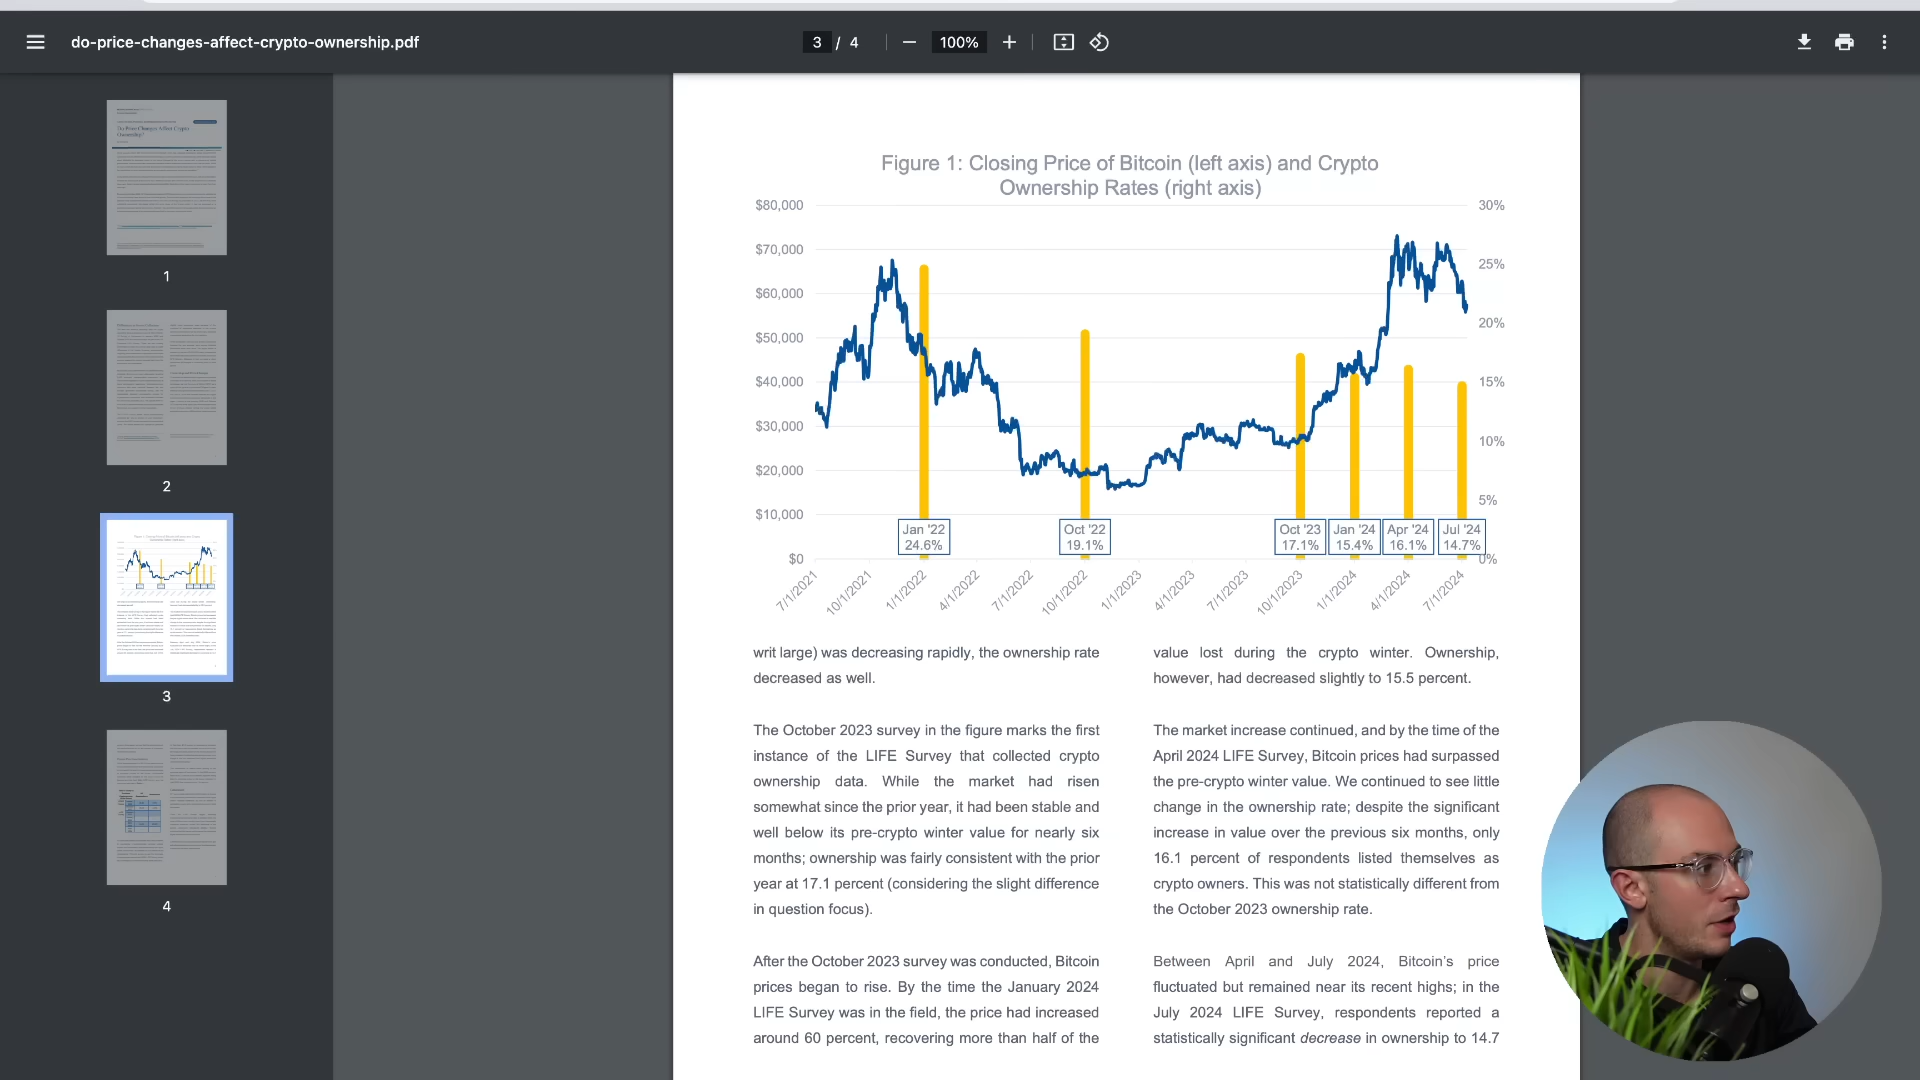 do-price-changes-affect-crypto-ownership.pdf
3 / 4
100%
1
2
3
4
Figure 1: Closing Price of Bitcoin (left axis) and Crypto
Ownership Rates (right axis)
$80,000
$70,000
$60,000
$50,000
$40,000
$30,000
$20,000
$10,000
$0
30%
25%
20%
15%
10%
5%
0%
Jan '22
24.6%
Oct '22
19.1%
Oct '23
17.1%
Jan '24
15.4%
Apr '24
16.1%
Jul '24
14.7%
7/1/2021
10/1/2021
1/1/2022
4/1/2022
7/1/2022
10/1/2022
1/1/2023
4/1/2023
7/1/2023
10/1/2023
1/1/2024
4/1/2024
7/1/2024
writ large) was decreasing rapidly, the ownership rate
decreased as well.
The October 2023 survey in the figure marks the first
instance of the LIFE Survey that collected crypto
ownership data. While the market had risen
somewhat since the prior year, it had been stable and
well below its pre-crypto winter value for nearly six
months; ownership was fairly consistent with the prior
year at 17.1 percent (considering the slight difference
in question focus).
After the October 2023 survey was conducted, Bitcoin
prices began to rise. By the time the January 2024
LIFE Survey was in the field, the price had increased
around 60 percent, recovering more than half of the
value lost during the crypto winter. Ownership,
however, had decreased slightly to 15.5 percent.
The market increase continued, and by the time of the
April 2024 LIFE Survey, Bitcoin prices had surpassed
the pre-crypto winter value. We continued to see little
change in the ownership rate; despite the significant
increase in value over the previous six months, only
16.1 percent of respondents listed themselves as
crypto owners. This was not statistically different from
the October 2023 ownership rate.
Between April and July 2024, Bitcoin's price
fluctuated but remained near its recent highs; in the
July 2024 LIFE Survey, respondents reported a
statistically significant decrease in ownership to 14.7